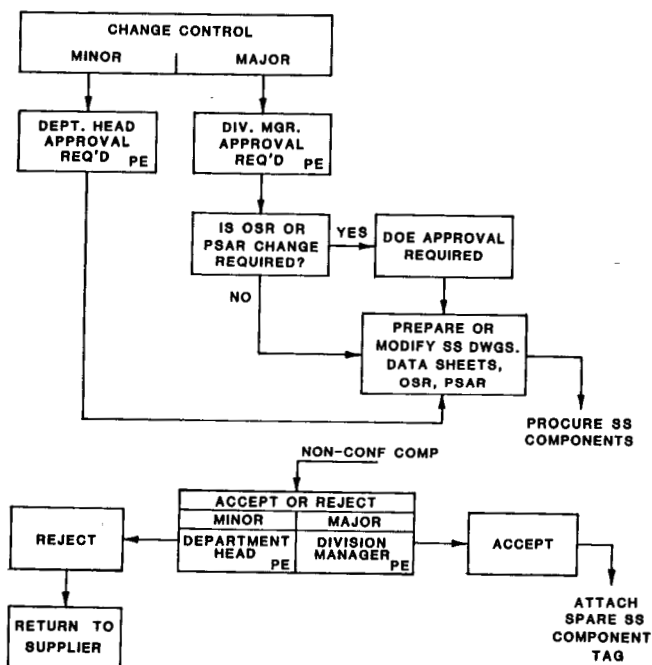 CHANGE CONTROL
MINOR MAJOR
DEPT. HEAD
APPROVAL
REQ'D PE
DIV. MGR.
APPROVAL
REQ'D PE
IS OSR OR
PSAR CHANGE
REQUIRED?
YES
DOE APPROVAL
REQUIRED
NO
PREPARE OR
MODIFY SS DWGS.
DATA SHEETS,
OSR, PSAR
PROCURE SS
COMPONENTS
NON-CONF COMP
ACCEPT OR REJECT
MINOR MAJOR
DEPARTMENT
HEAD PE
DIVISION
MANAGER PE
REJECT
ACCEPT
RETURN TO
SUPPLIER
ATTACH
SPARE SS
COMPONENT
TAG